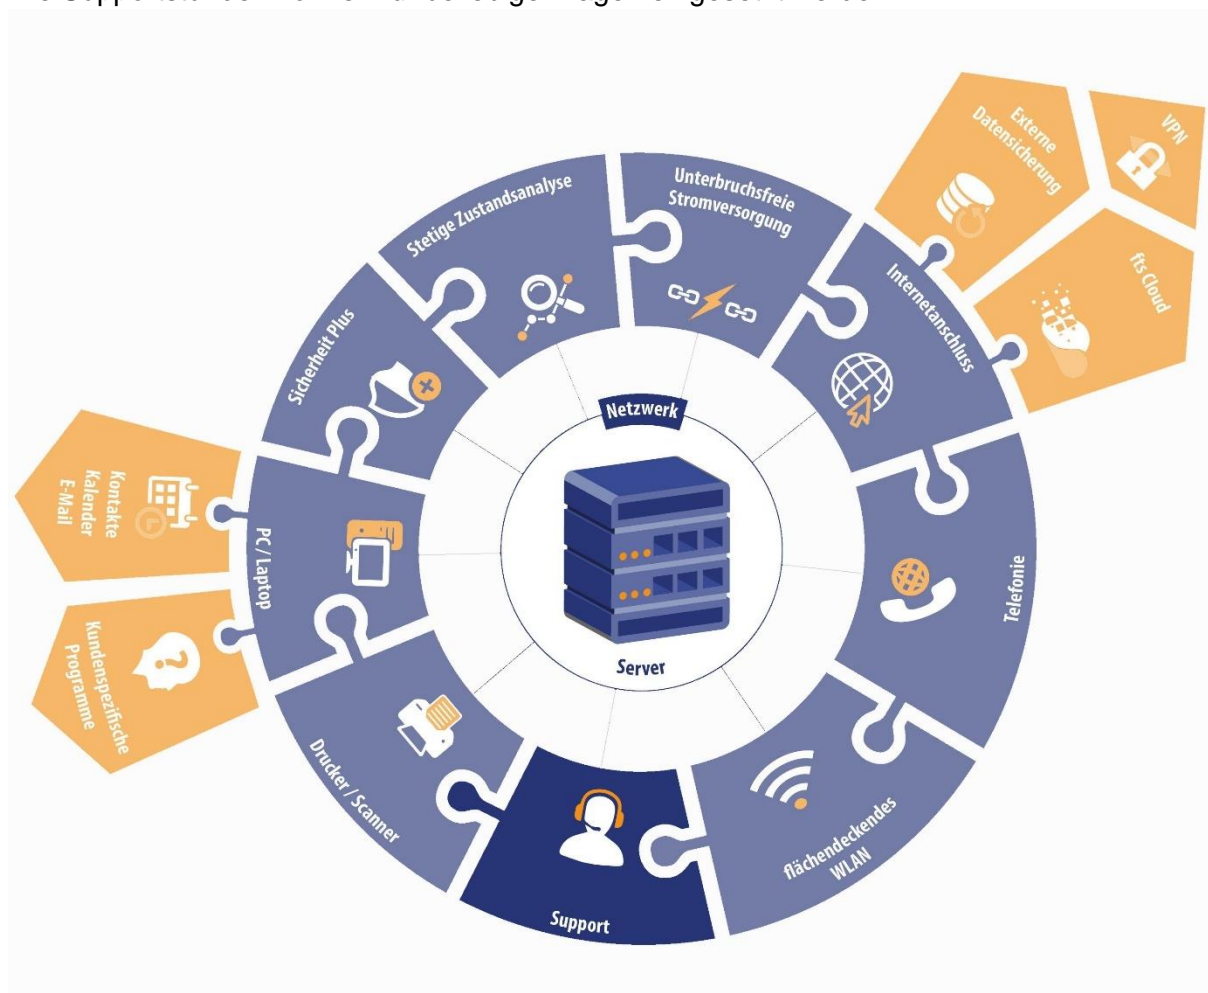 Unterbruchsfreie
Stromversorgung
Stetige Zustandsanalyse
Sicherheit Plus
Internetanschluss
Externe
Datensicherung
VPN
fts Cloud
Netzwerk
Server
Kontakte
Kalender
E-Mail
PC / Laptop
Kundenspezifische
Programme
Telefonie
Drucker / Scanner
flächendeckendes
WLAN
Support